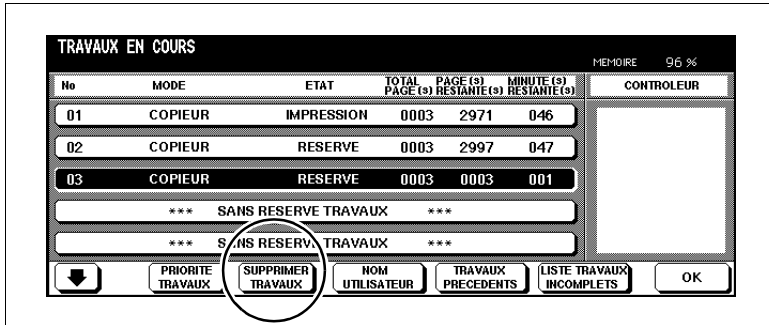 TRAVAUX EN COURS
MEMOIRE 96 %
No MODE ETAT TOTAL PAGE(S) PAGE(S) RESTANTE(S) MINUTE(S) RESTANTE(S) CONTROLEUR
01 COPIEUR IMPRESSION 0003 2971 046
02 COPIEUR RESERVE 0003 2997 047
03 COPIEUR RESERVE 0003 0003 001
*** SANS RESERVE TRAVAUX ***
*** SANS RESERVE TRAVAUX ***
PRIORITE SUPPRIMER NOM TRAVAUX LISTE TRAVAUX OK
TRAVAUX TRAVAUX UTILISATEUR PRECEDENTS INCOMPLETS